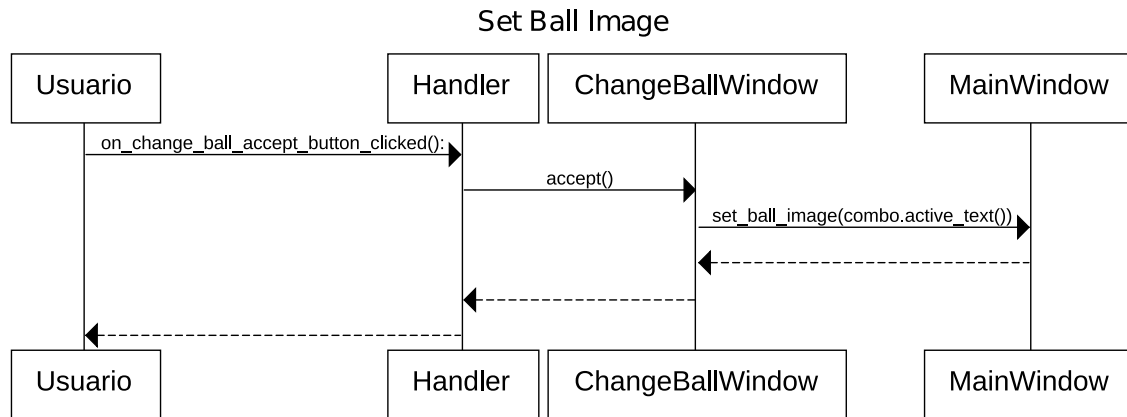 Set Ball Image
Usuario Handler ChangeBallWindow MainWindow
on_change_ball_accept_button_clicked():
accept()
set_ball_image(combo.active_text())
Usuario Handler ChangeBallWindow MainWindow